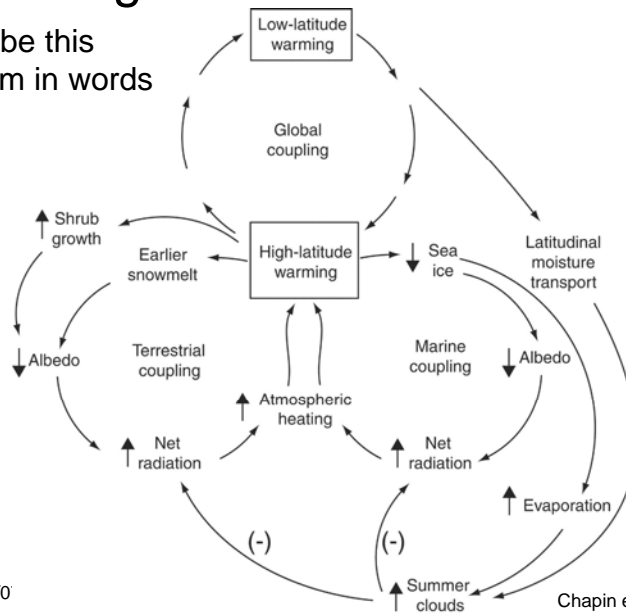 be this
m in words
Low-latitude
warming
Global
coupling
Shrub
growth
Earlier
snowmelt
High-latitude
warming
Sea
ice
Latitudinal
moisture
transport
Albedo
Terrestrial
coupling
Marine
coupling
Albedo
Atmospheric
heating
Net
radiation
Net
radiation
Evaporation
(-)
(-)
Summer
clouds
Chapin e